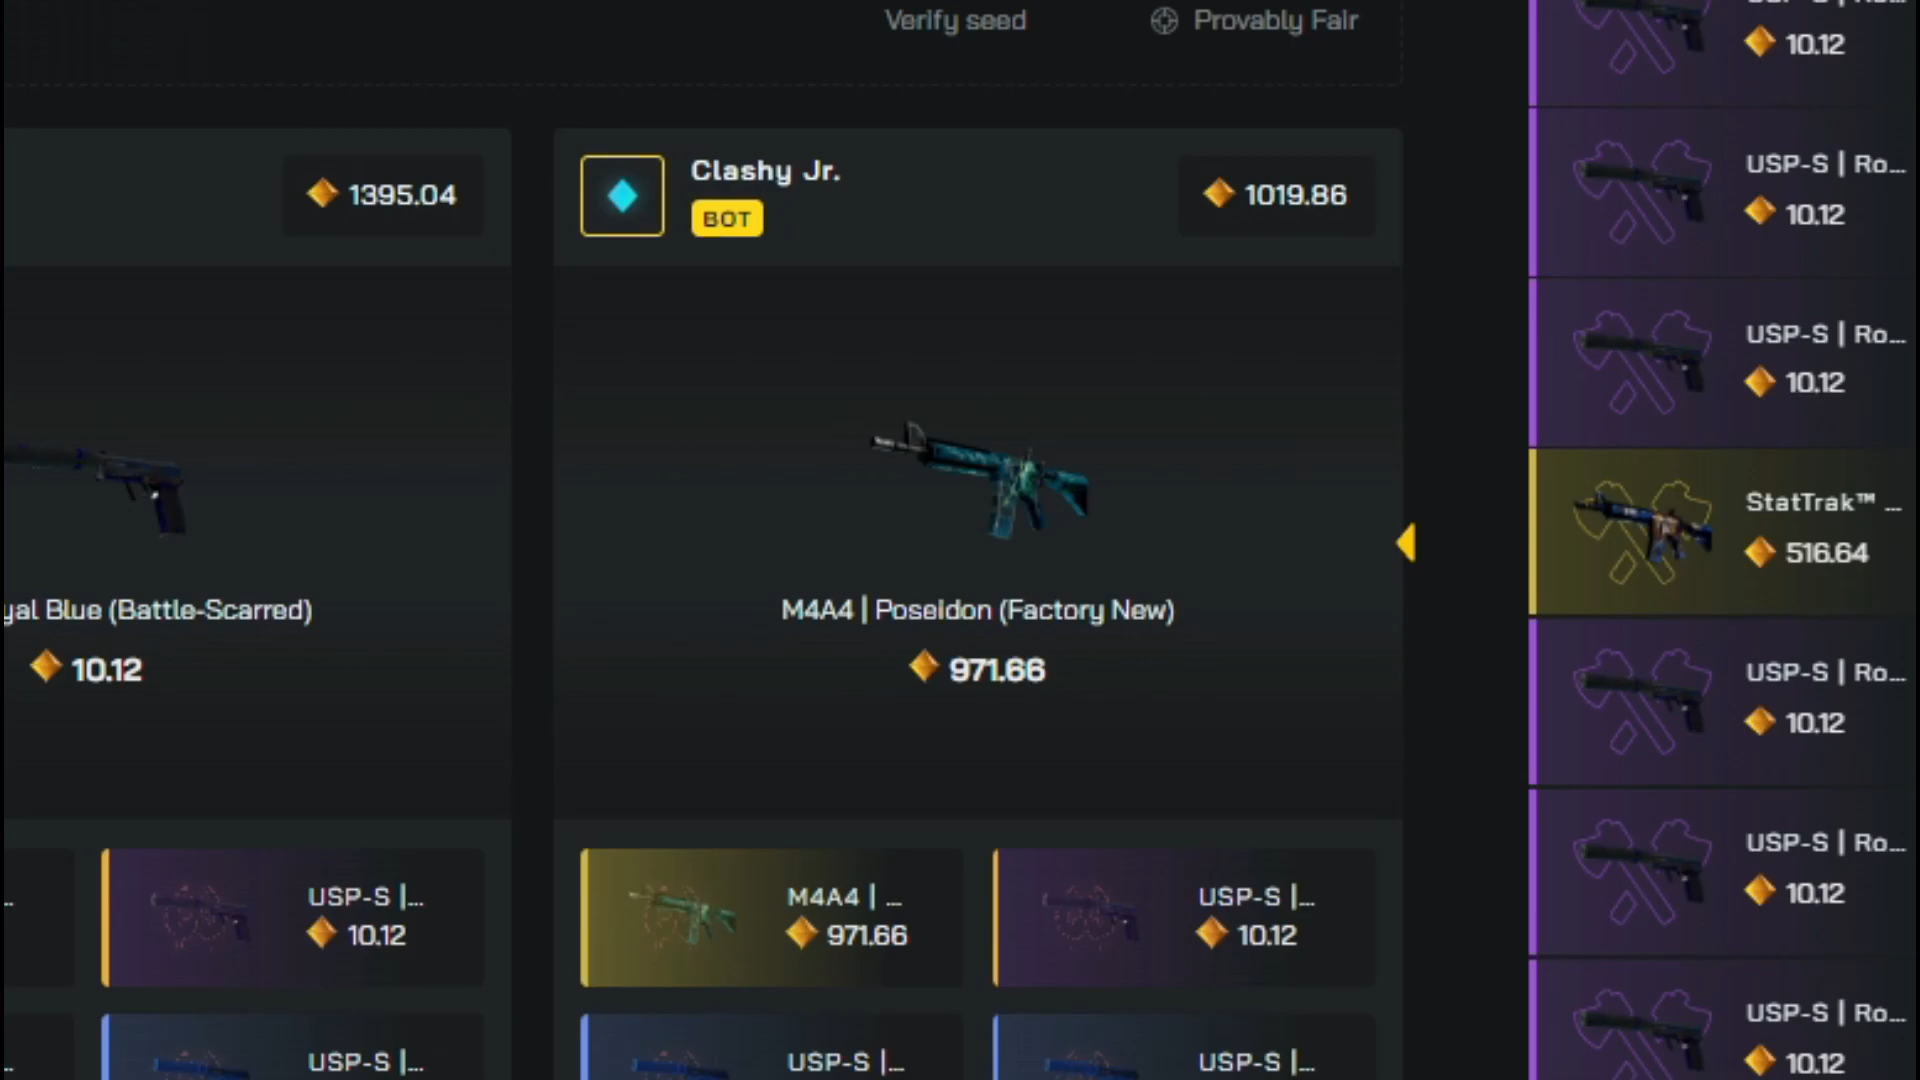 Verify seed
Provably Fair
1395.04
Clashy Jr.
BOT
1019.86
yal Blue (Battle-Scarred)
10.12
M4A4 | Poseidon (Factory New)
971.66
USP-S |...
10.12
M4A4 | ...
971.66
USP-S |...
10.12
USP-S |...
USP-S |...
USP-S |...
10.12
USP-S | Ro...
10.12
USP-S | Ro...
10.12
StatTrak™ ...
516.64
USP-S | Ro...
10.12
USP-S | Ro...
10.12
USP-S | Ro...
10.12